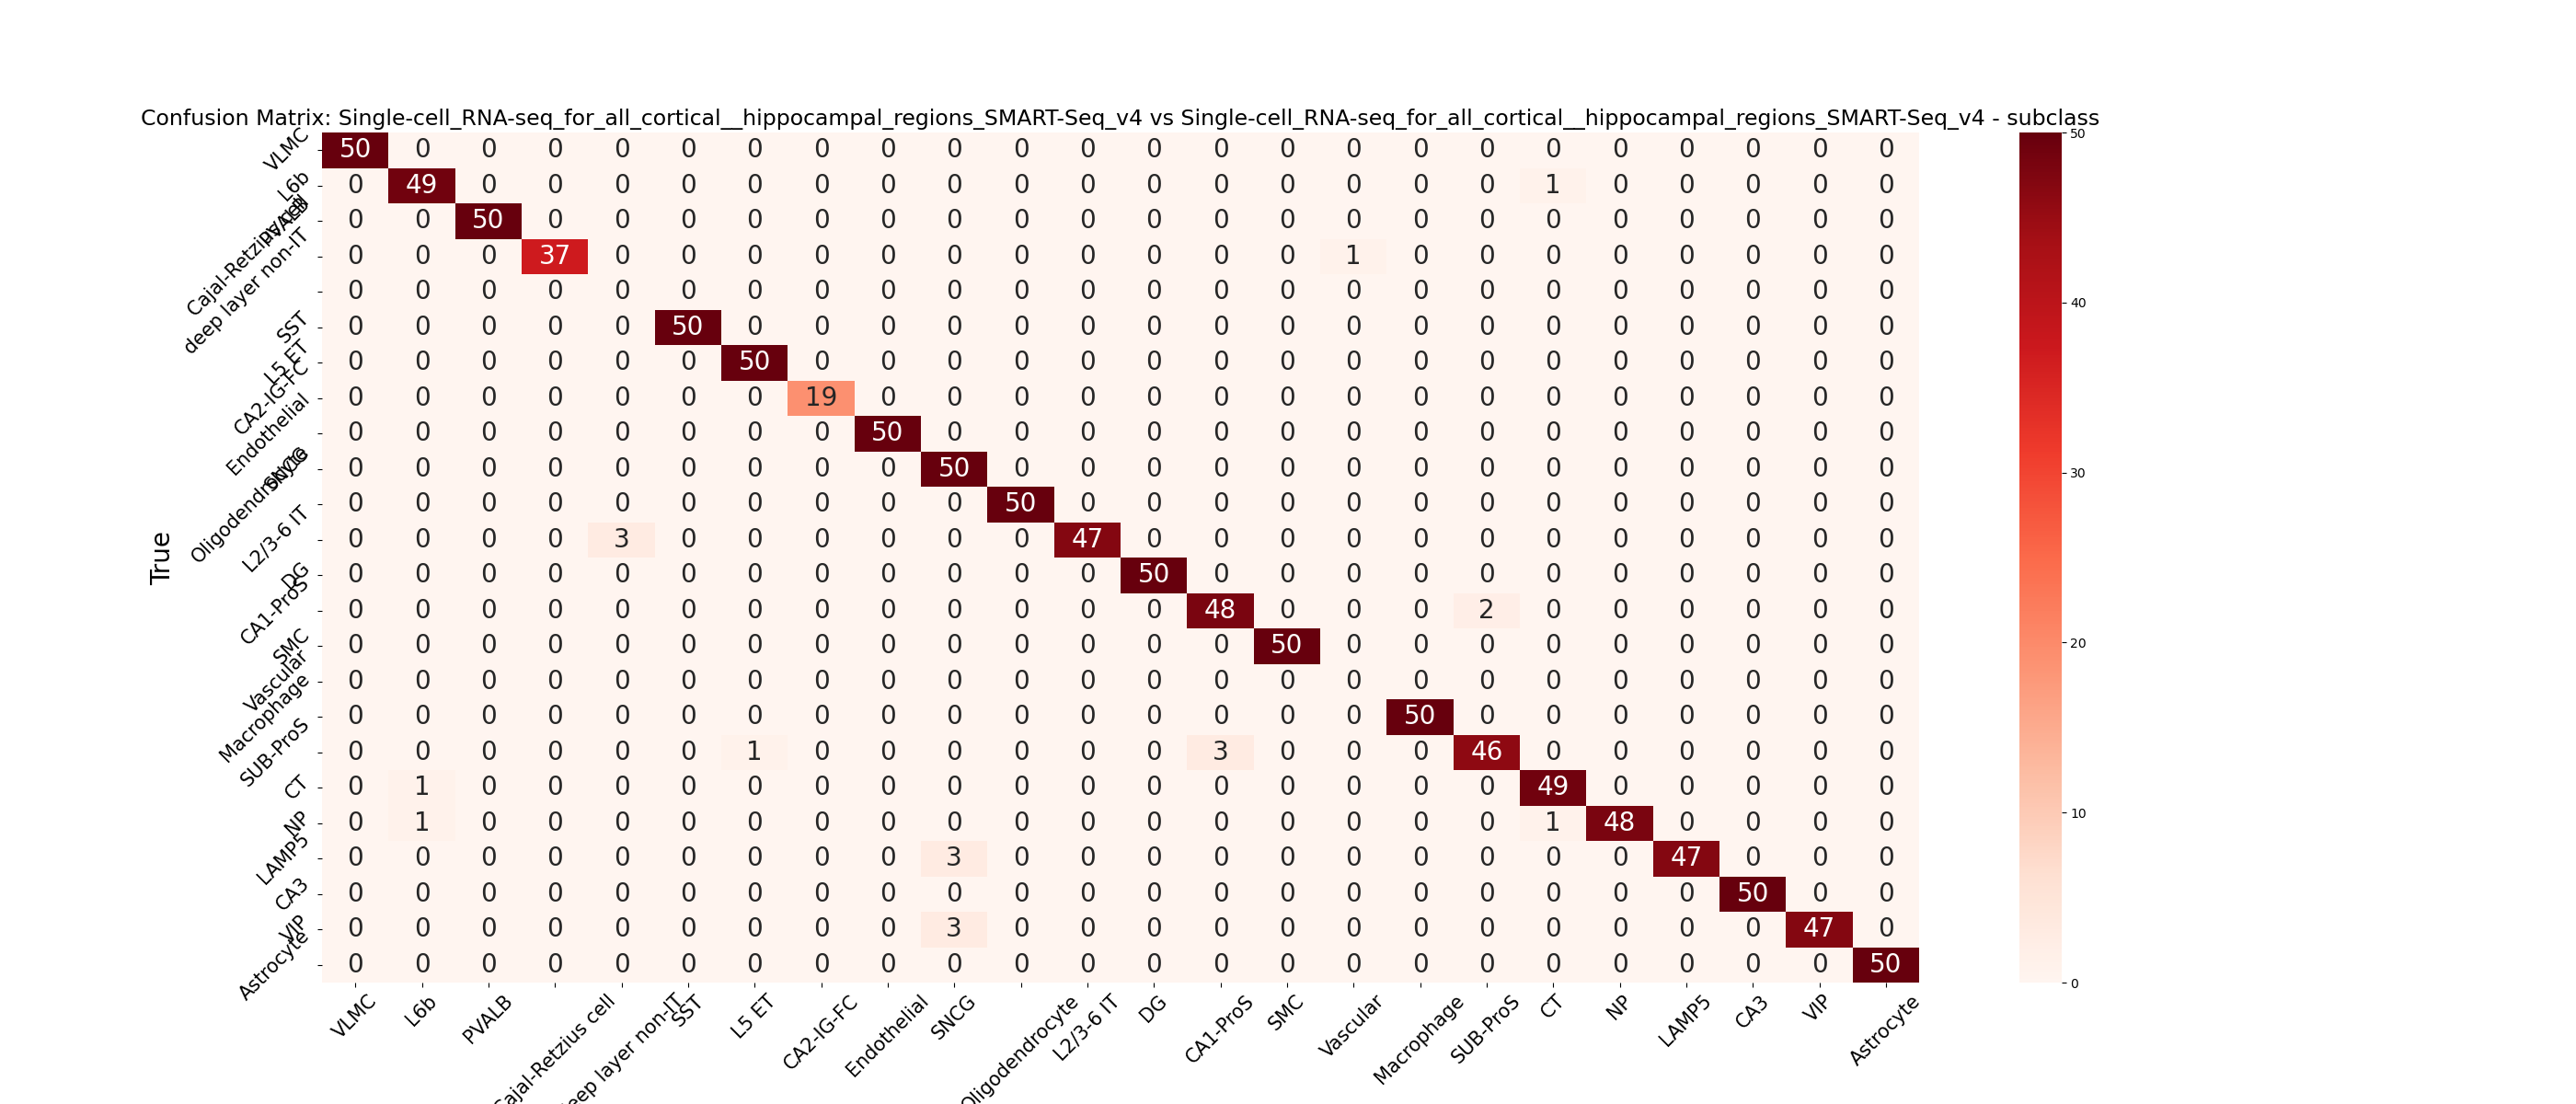 Confusion Matrix: Single-cell_RNA-seq_for_all_cortical__hippocampal_regions_SMART-Seq_v4 vs Single-cell_RNA-seq_for_all_cortical__hippocampal_regions_SMART-Seq_v4 - subclass
True
VLMC 50 0 0 0 0 0 0 0 0 0 0 0 0 0 0 0 0 0 0 0 0 0 0 0
L6b 0 49 0 0 0 0 0 0 0 0 0 0 0 0 0 0 0 0 1 0 0 0 0 0
PVALB 0 0 50 0 0 0 0 0 0 0 0 0 0 0 0 0 0 0 0 0 0 0 0 0
Cajal-Retzius cell 0 0 0 37 0 0 0 0 0 0 0 0 0 0 0 1 0 0 0 0 0 0 0 0
deep layer non-IT 0 0 0 0 0 0 0 0 0 0 0 0 0 0 0 0 0 0 0 0 0 0 0 0
SST 0 0 0 0 0 50 0 0 0 0 0 0 0 0 0 0 0 0 0 0 0 0 0 0
L5 ET 0 0 0 0 0 0 50 0 0 0 0 0 0 0 0 0 0 0 0 0 0 0 0 0
CA2-IG-FC 0 0 0 0 0 0 0 19 0 0 0 0 0 0 0 0 0 0 0 0 0 0 0 0
Endothelial 0 0 0 0 0 0 0 0 50 0 0 0 0 0 0 0 0 0 0 0 0 0 0 0
SNCG 0 0 0 0 0 0 0 0 0 50 0 0 0 0 0 0 0 0 0 0 0 0 0 0
Oligodendrocyte 0 0 0 0 0 0 0 0 0 0 50 0 0 0 0 0 0 0 0 0 0 0 0 0
L2/3-6 IT 0 0 0 0 3 0 0 0 0 0 0 47 0 0 0 0 0 0 0 0 0 0 0 0
DG 0 0 0 0 0 0 0 0 0 0 0 0 50 0 0 0 0 0 0 0 0 0 0 0
CA1-ProS 0 0 0 0 0 0 0 0 0 0 0 0 0 48 0 0 0 2 0 0 0 0 0 0
SMC 0 0 0 0 0 0 0 0 0 0 0 0 0 0 50 0 0 0 0 0 0 0 0 0
Vascular 0 0 0 0 0 0 0 0 0 0 0 0 0 0 0 0 0 0 0 0 0 0 0 0
Macrophage 0 0 0 0 0 0 0 0 0 0 0 0 0 0 0 0 50 0 0 0 0 0 0 0
SUB-ProS 0 0 0 0 0 0 1 0 0 0 0 0 0 3 0 0 0 46 0 0 0 0 0 0
CT 0 1 0 0 0 0 0 0 0 0 0 0 0 0 0 0 0 0 49 0 0 0 0 0
NP 0 1 0 0 0 0 0 0 0 0 0 0 0 0 0 0 0 0 1 48 0 0 0 0
LAMP5 0 0 0 0 0 0 0 0 0 3 0 0 0 0 0 0 0 0 0 0 47 0 0 0
CA3 0 0 0 0 0 0 0 0 0 0 0 0 0 0 0 0 0 0 0 0 0 50 0 0
VIP 0 0 0 0 0 0 0 0 0 3 0 0 0 0 0 0 0 0 0 0 0 0 47 0
Astrocyte 0 0 0 0 0 0 0 0 0 0 0 0 0 0 0 0 0 0 0 0 0 0 0 50
VLMC L6b PVALB Cajal-Retzius cell deep layer non-IT SST L5 ET CA2-IG-FC Endothelial SNCG Oligodendrocyte L2/3-6 IT DG CA1-ProS SMC Vascular Macrophage SUB-ProS CT NP LAMP5 CA3 VIP Astrocyte
50
40
30
20
10
0